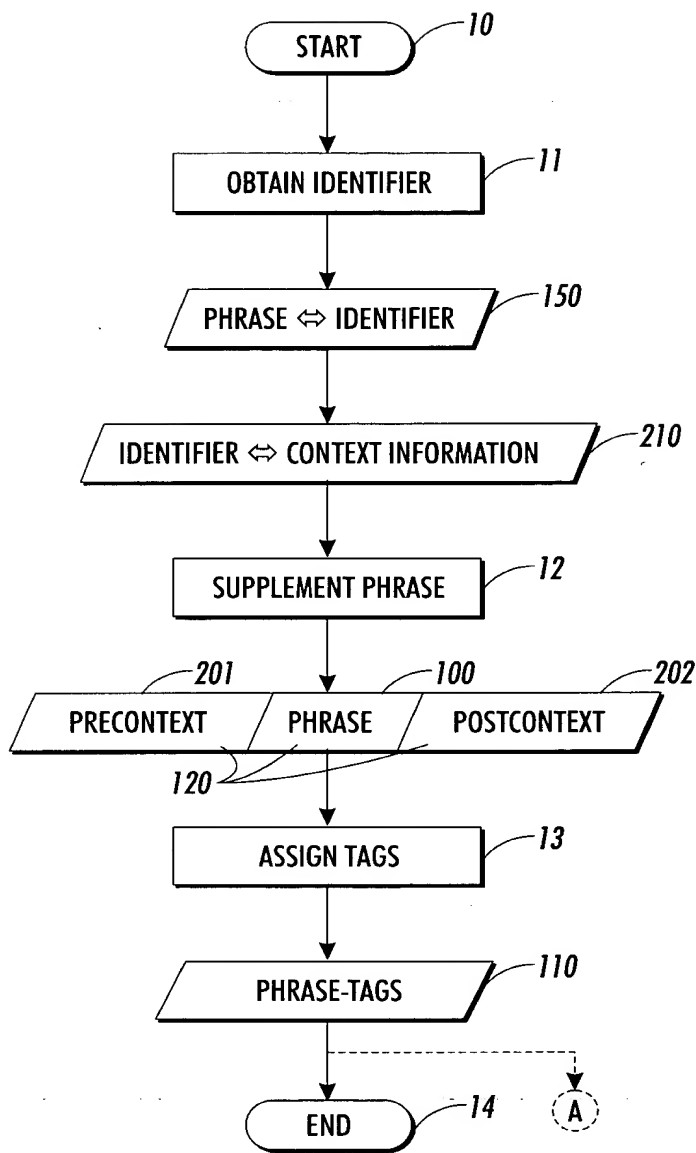 START 10
OBTAIN IDENTIFIER 11
PHRASE ⇔ IDENTIFIER 150
IDENTIFIER ⇔ CONTEXT INFORMATION 210
SUPPLEMENT PHRASE 12
201 100 202
PRECONTEXT PHRASE POSTCONTEXT
120
ASSIGN TAGS 13
PHRASE-TAGS 110
END 14 A